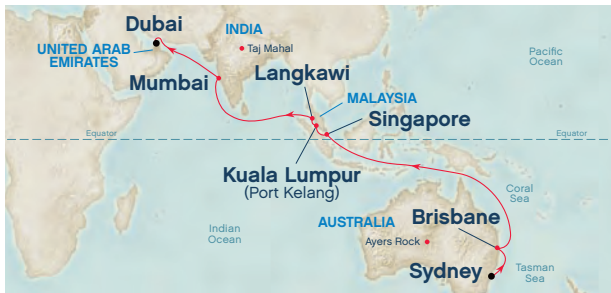 Dubai
INDIA
UNITED ARAB
EMIRATES
Taj Mahal
Pacific
Ocean
Mumbai
Langkawi
MALAYSIA
Singapore
Equator
Equator
Kuala Lumpur
(Port Kelang)
Coral
Sea
Indian
Ocean
AUSTRALIA
Brisbane
Ayers Rock
Sydney
Tasman
Sea